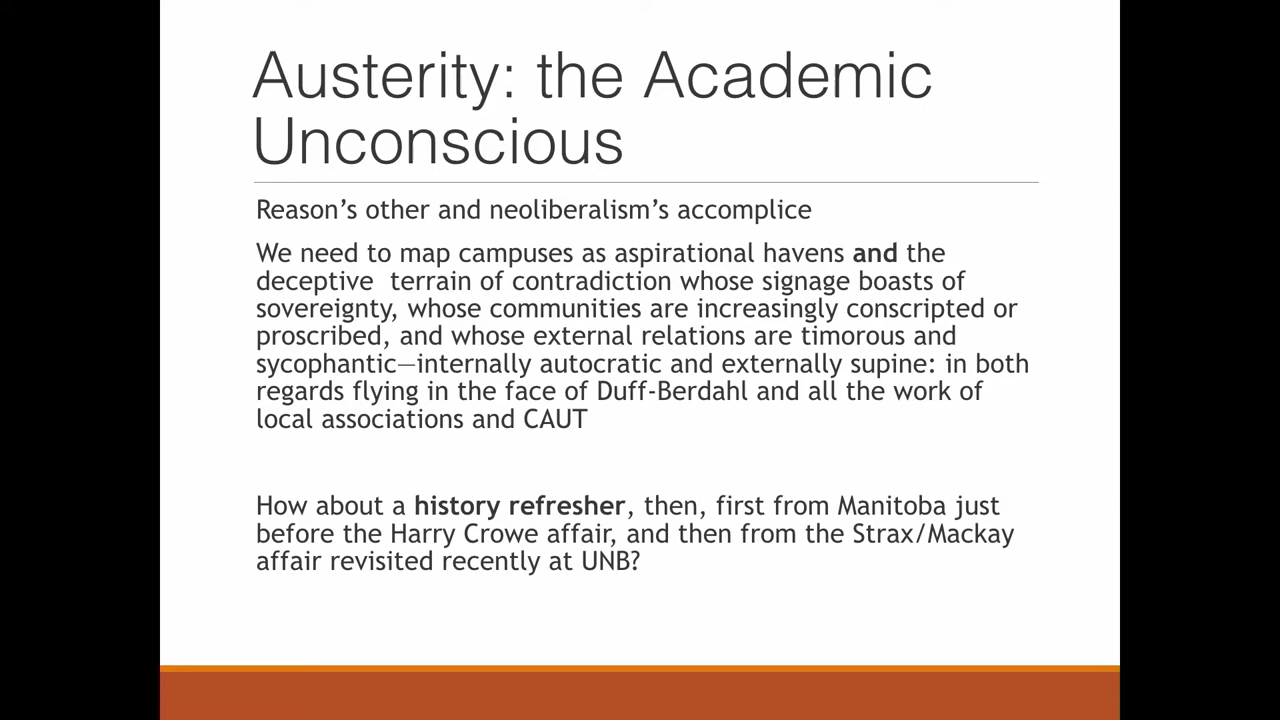 Austerity: the Academic
Unconscious
Reason’s other and neoliberalism’s accomplice
We need to map campuses as aspirational havens and the
deceptive  terrain of contradiction whose signage boasts of
sovereignty, whose communities are increasingly conscripted or
proscribed, and whose external relations are timorous and
sycophantic—internally autocratic and externally supine: in both
regards flying in the face of Duff-Berdahl and all the work of
local associations and CAUT
How about a history refresher, then, first from Manitoba just
before the Harry Crowe affair, and then from the Strax/Mackay
affair revisited recently at UNB?